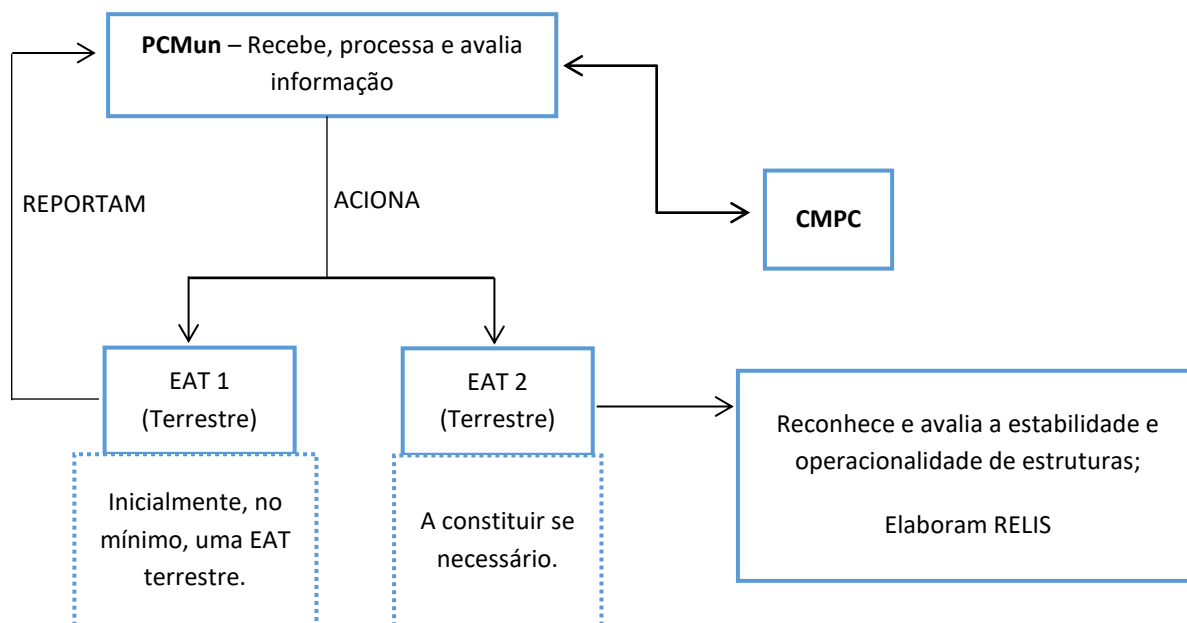 PCMun – Recebe, processa e avalia
informação
REPORTAM
ACIONA
CMPC
EAT 1
(Terrestre)
EAT 2
(Terrestre)
Inicialmente, no
mínimo, uma EAT
terrestre.
A constituir se
necessário.
Reconhece e avalia a estabilidade e
operacionalidade de estruturas;
Elaboram RELIS